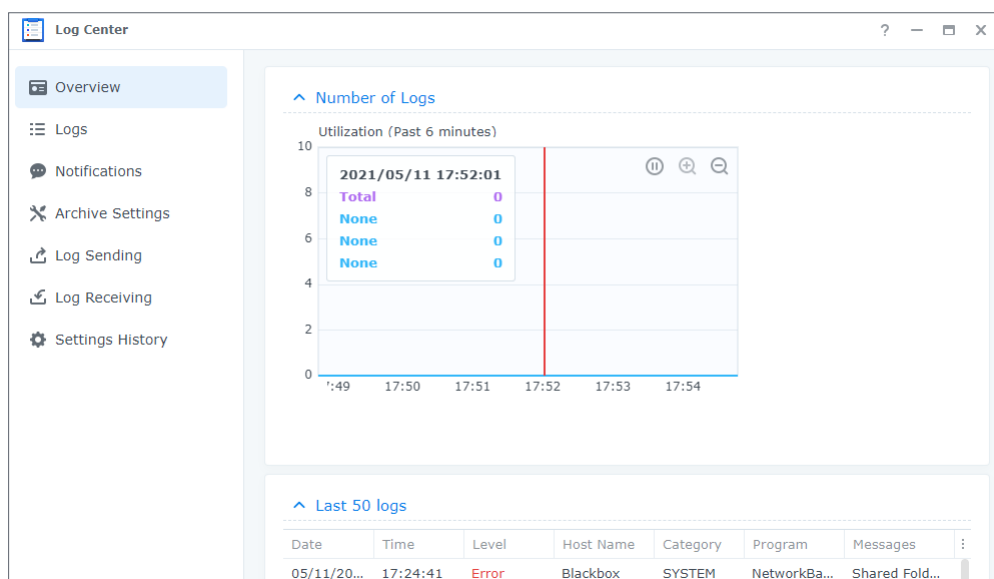 Log Center
?
Overview
Logs
Notifications
Archive Settings
Log Sending
Log Receiving
Settings History
Number of Logs
Utilization (Past 6 minutes)
10
8
6
4
2
0
2021/05/11 17:52:01
Total 0
None 0
None 0
None 0
':49 17:50 17:51 17:52 17:53 17:54
Last 50 logs
Date Time Level Host Name Category Program Messages
05/11/20... 17:24:41 Error Blackbox SYSTEM NetworkBa... Shared Fold...